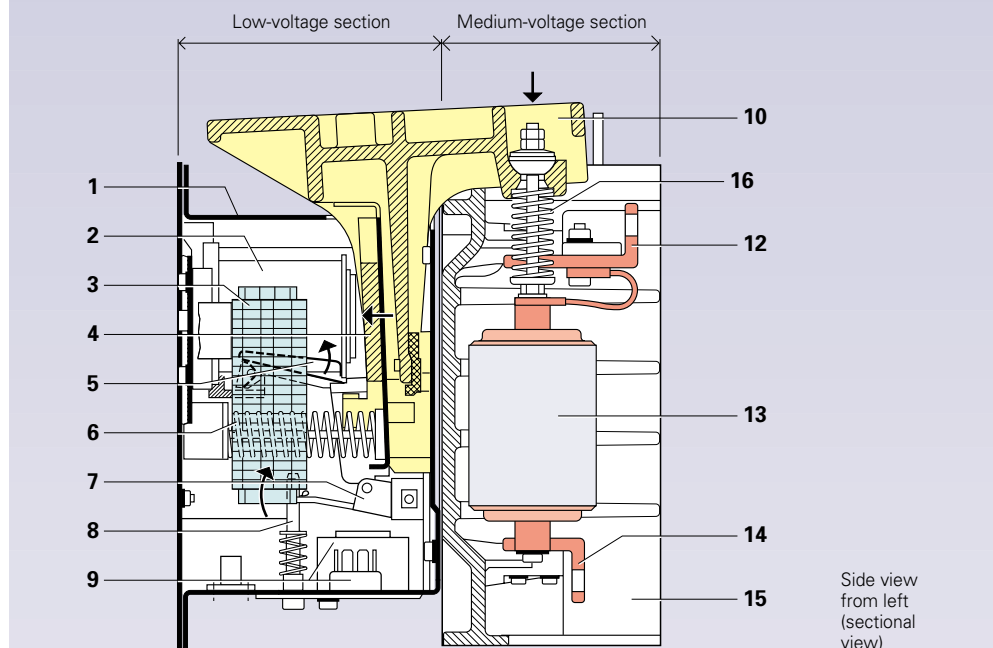 Low-voltage section
Medium-voltage section
10
1
16
2
12
3
4
5
13
6
7
8
14
9
15
Side view
from left
(sectional
view)